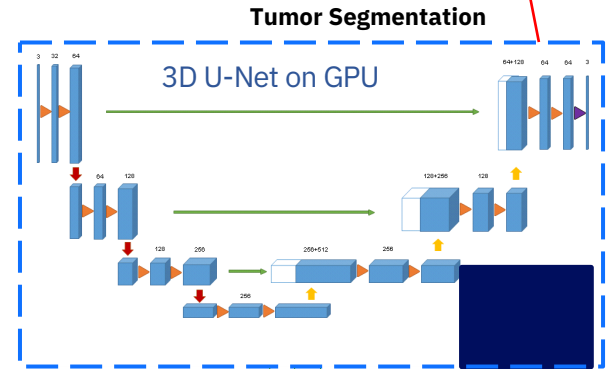 Tumor Segmentation
3D U-Net on GPU
3 32 64
64+128 64 64 3
64 128
128+256 128
128 256
256+512 256
256